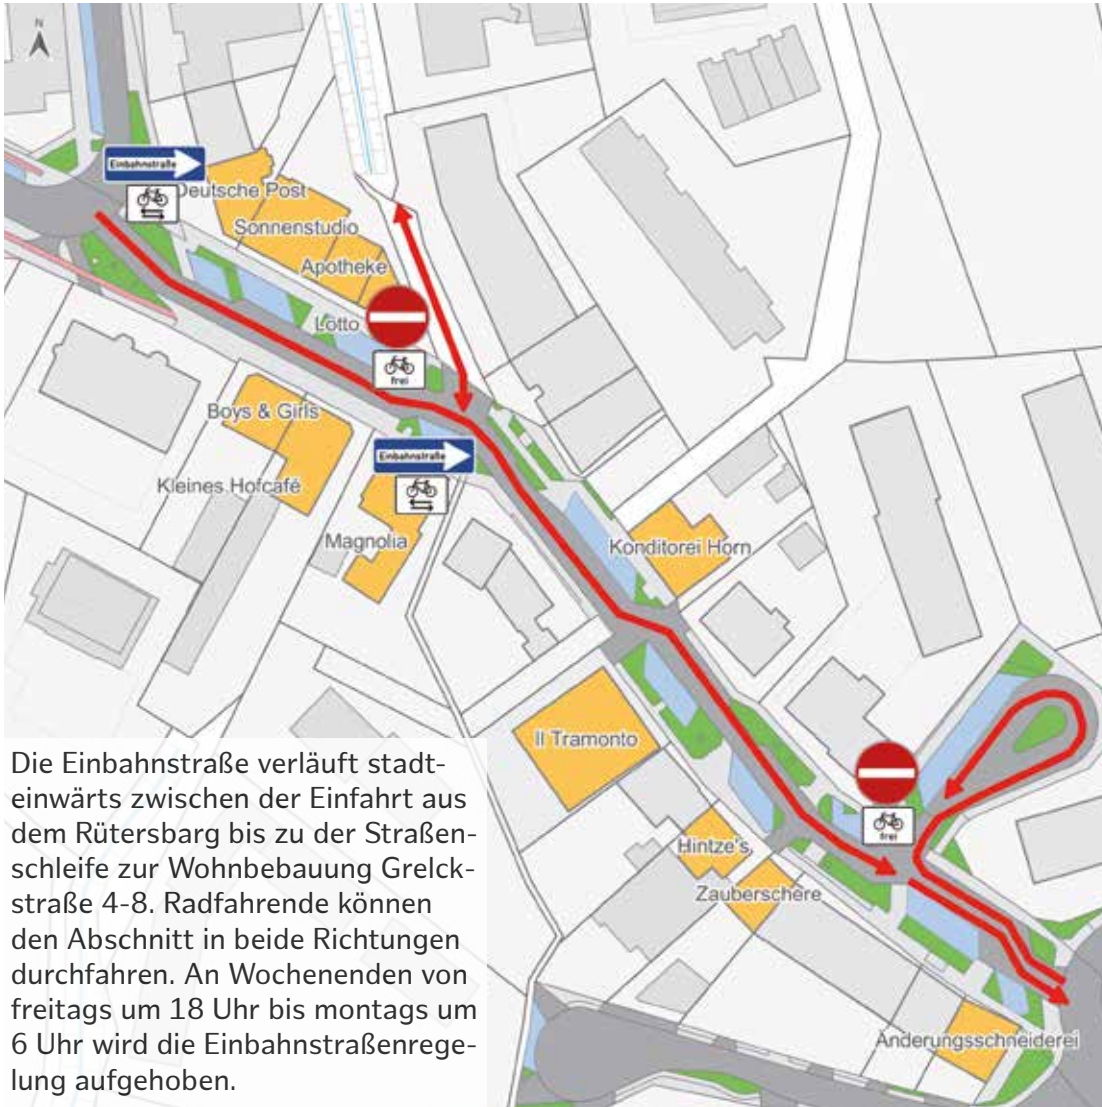 N
Einbahnstraße
Deutsche Post
Sonnenstudio
Apotheke
Lotto
frei
Boys & Girls
Einbahnstraße
Kleines Hofcafé
Magnolia
Konditorei Horn
Il Tramonto
frei
Hintze's
Zauberschere
Änderungsschneiderei
Die Einbahnstraße verläuft stadt-
einwärts zwischen der Einfahrt aus
dem Rütersbarg bis zu der Straßen-
schleife zur Wohnbebauung Grelck-
straße 4-8. Radfahrende können
den Abschnitt in beide Richtungen
durchfahren. An Wochenenden von
freitags um 18 Uhr bis montags um
6 Uhr wird die Einbahnstraßenrege-
lung aufgehoben.